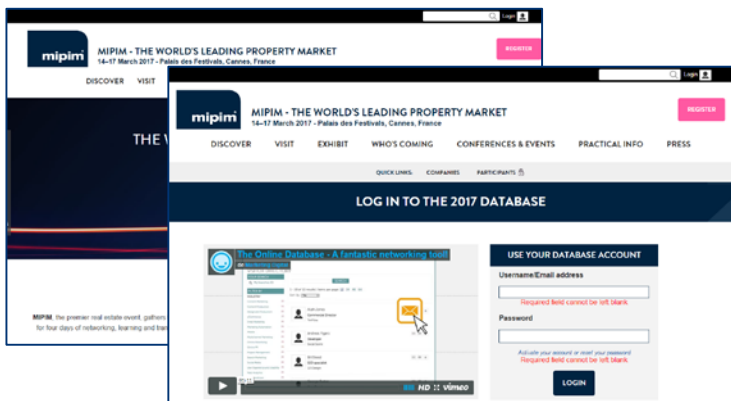 Login
mipim
MIPIM - THE WORLD'S LEADING PROPERTY MARKET
14–17 March 2017 - Palais des Festivals, Cannes, France
REGISTER
DISCOVER VISIT
THE
MIPIM, the premier real estate event, gathers
for four days of networking, learning and
Login
mipim
MIPIM - THE WORLD'S LEADING PROPERTY MARKET
14–17 March 2017 - Palais des Festivals, Cannes, France
REGISTER
DISCOVER VISIT EXHIBIT WHO'S COMING CONFERENCES & EVENTS PRACTICAL INFO PRESS
QUICK LINKS: COMPANIES PARTICIPANTS
LOG IN TO THE 2017 DATABASE
The Online Database - A fantastic networking tool!
HD vimeo
USE YOUR DATABASE ACCOUNT
Username/Email address
Required field cannot be left blank
Password
Activate your account or reset your password
Required field cannot be left blank
LOGIN